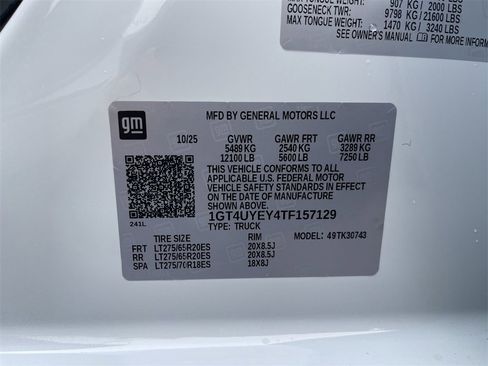 MAX TONGUE WEIGHT: 907 KG / 2000 LBS
GOOSENECK TWR: 
9798 KG / 21600 LBS
MAX TONGUE WEIGHT: 1470 KG / 3240 LBS
SEE OWNER'S MANUAL FOR MORE INFORM
gm
MFD BY GENERAL MOTORS LLC
10/25 GVWR GAWR FRT GAWR RR
5489 KG 2540 KG 3289 KG
12100 LB 5600 LB 7250 LB
THIS VEHICLE CONFORMS TO ALL
APPLICABLE U.S. FEDERAL MOTOR
VEHICLE SAFETY STANDARDS IN EFFECT
ON THE DATE OF MANUFACTURE
SHOWN ABOVE.
1GT4UYEY4TF157129
TYPE: TRUCK
241L
TIRE SIZE RIM MODEL: 49TK30743
FRT LT275/65R20ES 20X8.5J
RR LT275/65R20ES 20X8.5J
SPA LT275/70R18ES 18X8J